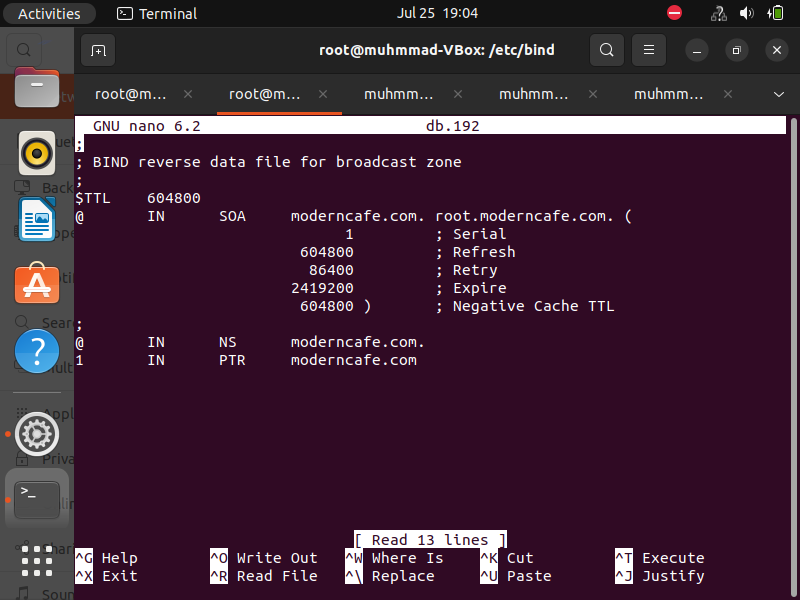 Activities Terminal Jul 25 19:04
root@muhmmad-VBox: /etc/bind
root@m... root@m... muhmm... muhmm... muhmm...
GNU nano 6.2 db.192
;
; BIND reverse data file for broadcast zone
;
$TTL 604800
@ IN SOA moderncafe.com. root.moderncafe.com. (
1 ; Serial
604800 ; Refresh
86400 ; Retry
2419200 ; Expire
604800 ) ; Negative Cache TTL
;
@ IN NS moderncafe.com.
1 IN PTR moderncafe.com
[ Read 13 lines ]
^G Help ^O Write Out ^W Where Is ^K Cut ^T Execute
^X Exit ^R Read File ^\ Replace ^U Paste ^J Justify